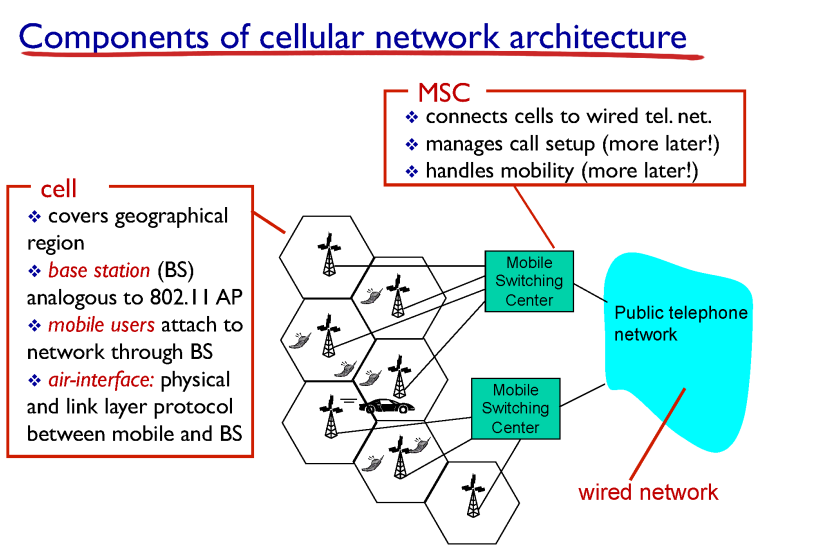 Components of cellular network architecture
MSC
❖ connects cells to wired tel. net.
❖ manages call setup (more later!)
❖ handles mobility (more later!)
cell
❖ covers geographical
region
❖ base station (BS)
analogous to 802.11 AP
❖ mobile users attach to
network through BS
❖ air-interface: physical
and link layer protocol
between mobile and BS
Mobile
Switching
Center
Public telephone
network
Mobile
Switching
Center
wired network